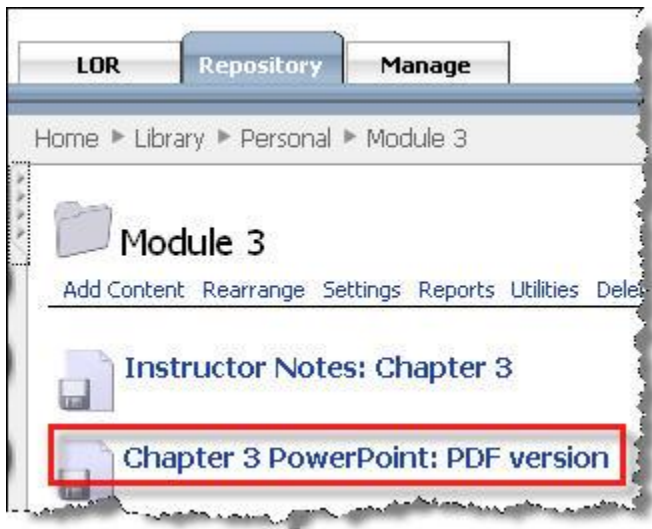 LOR Repository Manage
Home ▶ Library ▶ Personal ▶ Module 3
Module 3
Add Content Rearrange Settings Reports Utilities
Instructor Notes: Chapter 3
Chapter 3 PowerPoint: PDF version